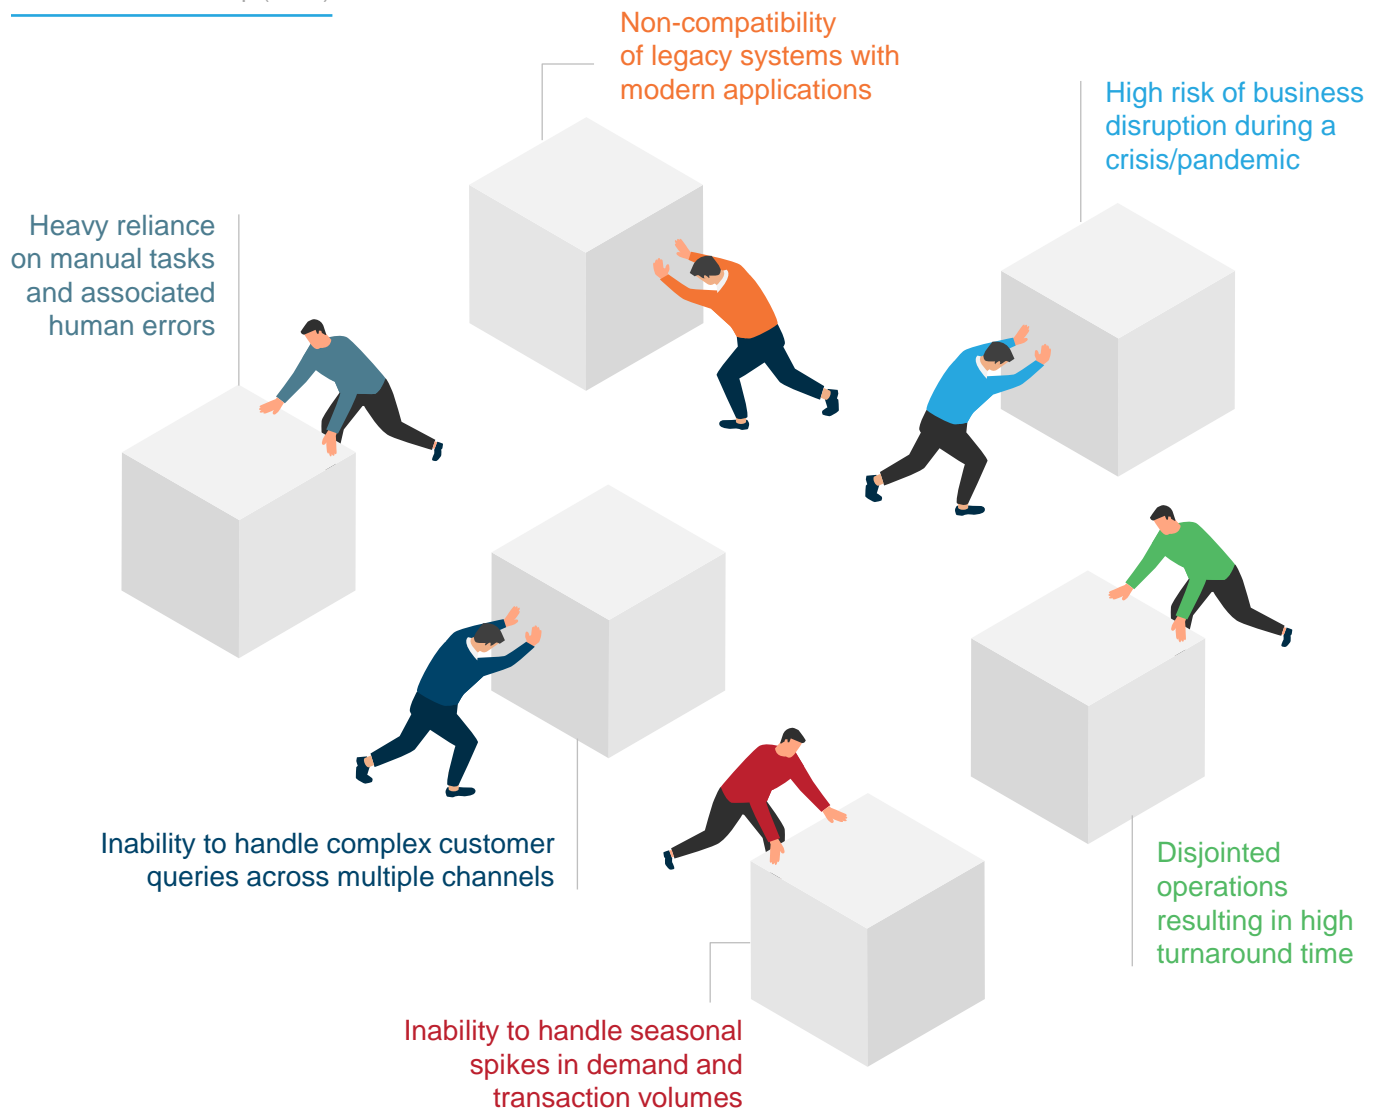 Non-compatibility
of legacy systems with
modern applications
High risk of business
disruption during a
crisis/pandemic
Heavy reliance
on manual tasks
and associated
human errors
Inability to handle complex customer
queries across multiple channels
Disjointed
operations
resulting in high
turnaround time
Inability to handle seasonal
spikes in demand and
transaction volumes